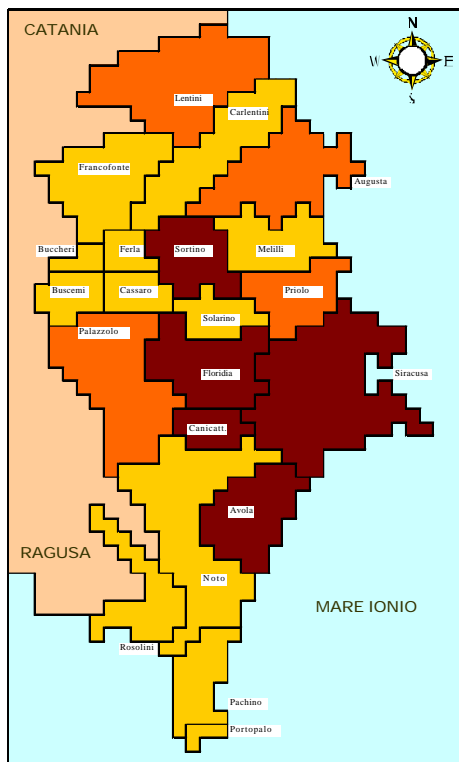 CATANIA
N
W
E
S
Lentini
Carlentini
Francofonte
Augusta
Buccheri
Ferla
Sortino
Melilli
Buscemi
Cassaro
Priolo
Solarino
Palazzolo
Floridia
Siracusa
Canicatt.
Avola
RAGUSA
Noto
MARE IONIO
Rosolini
Pachino
Portopalo